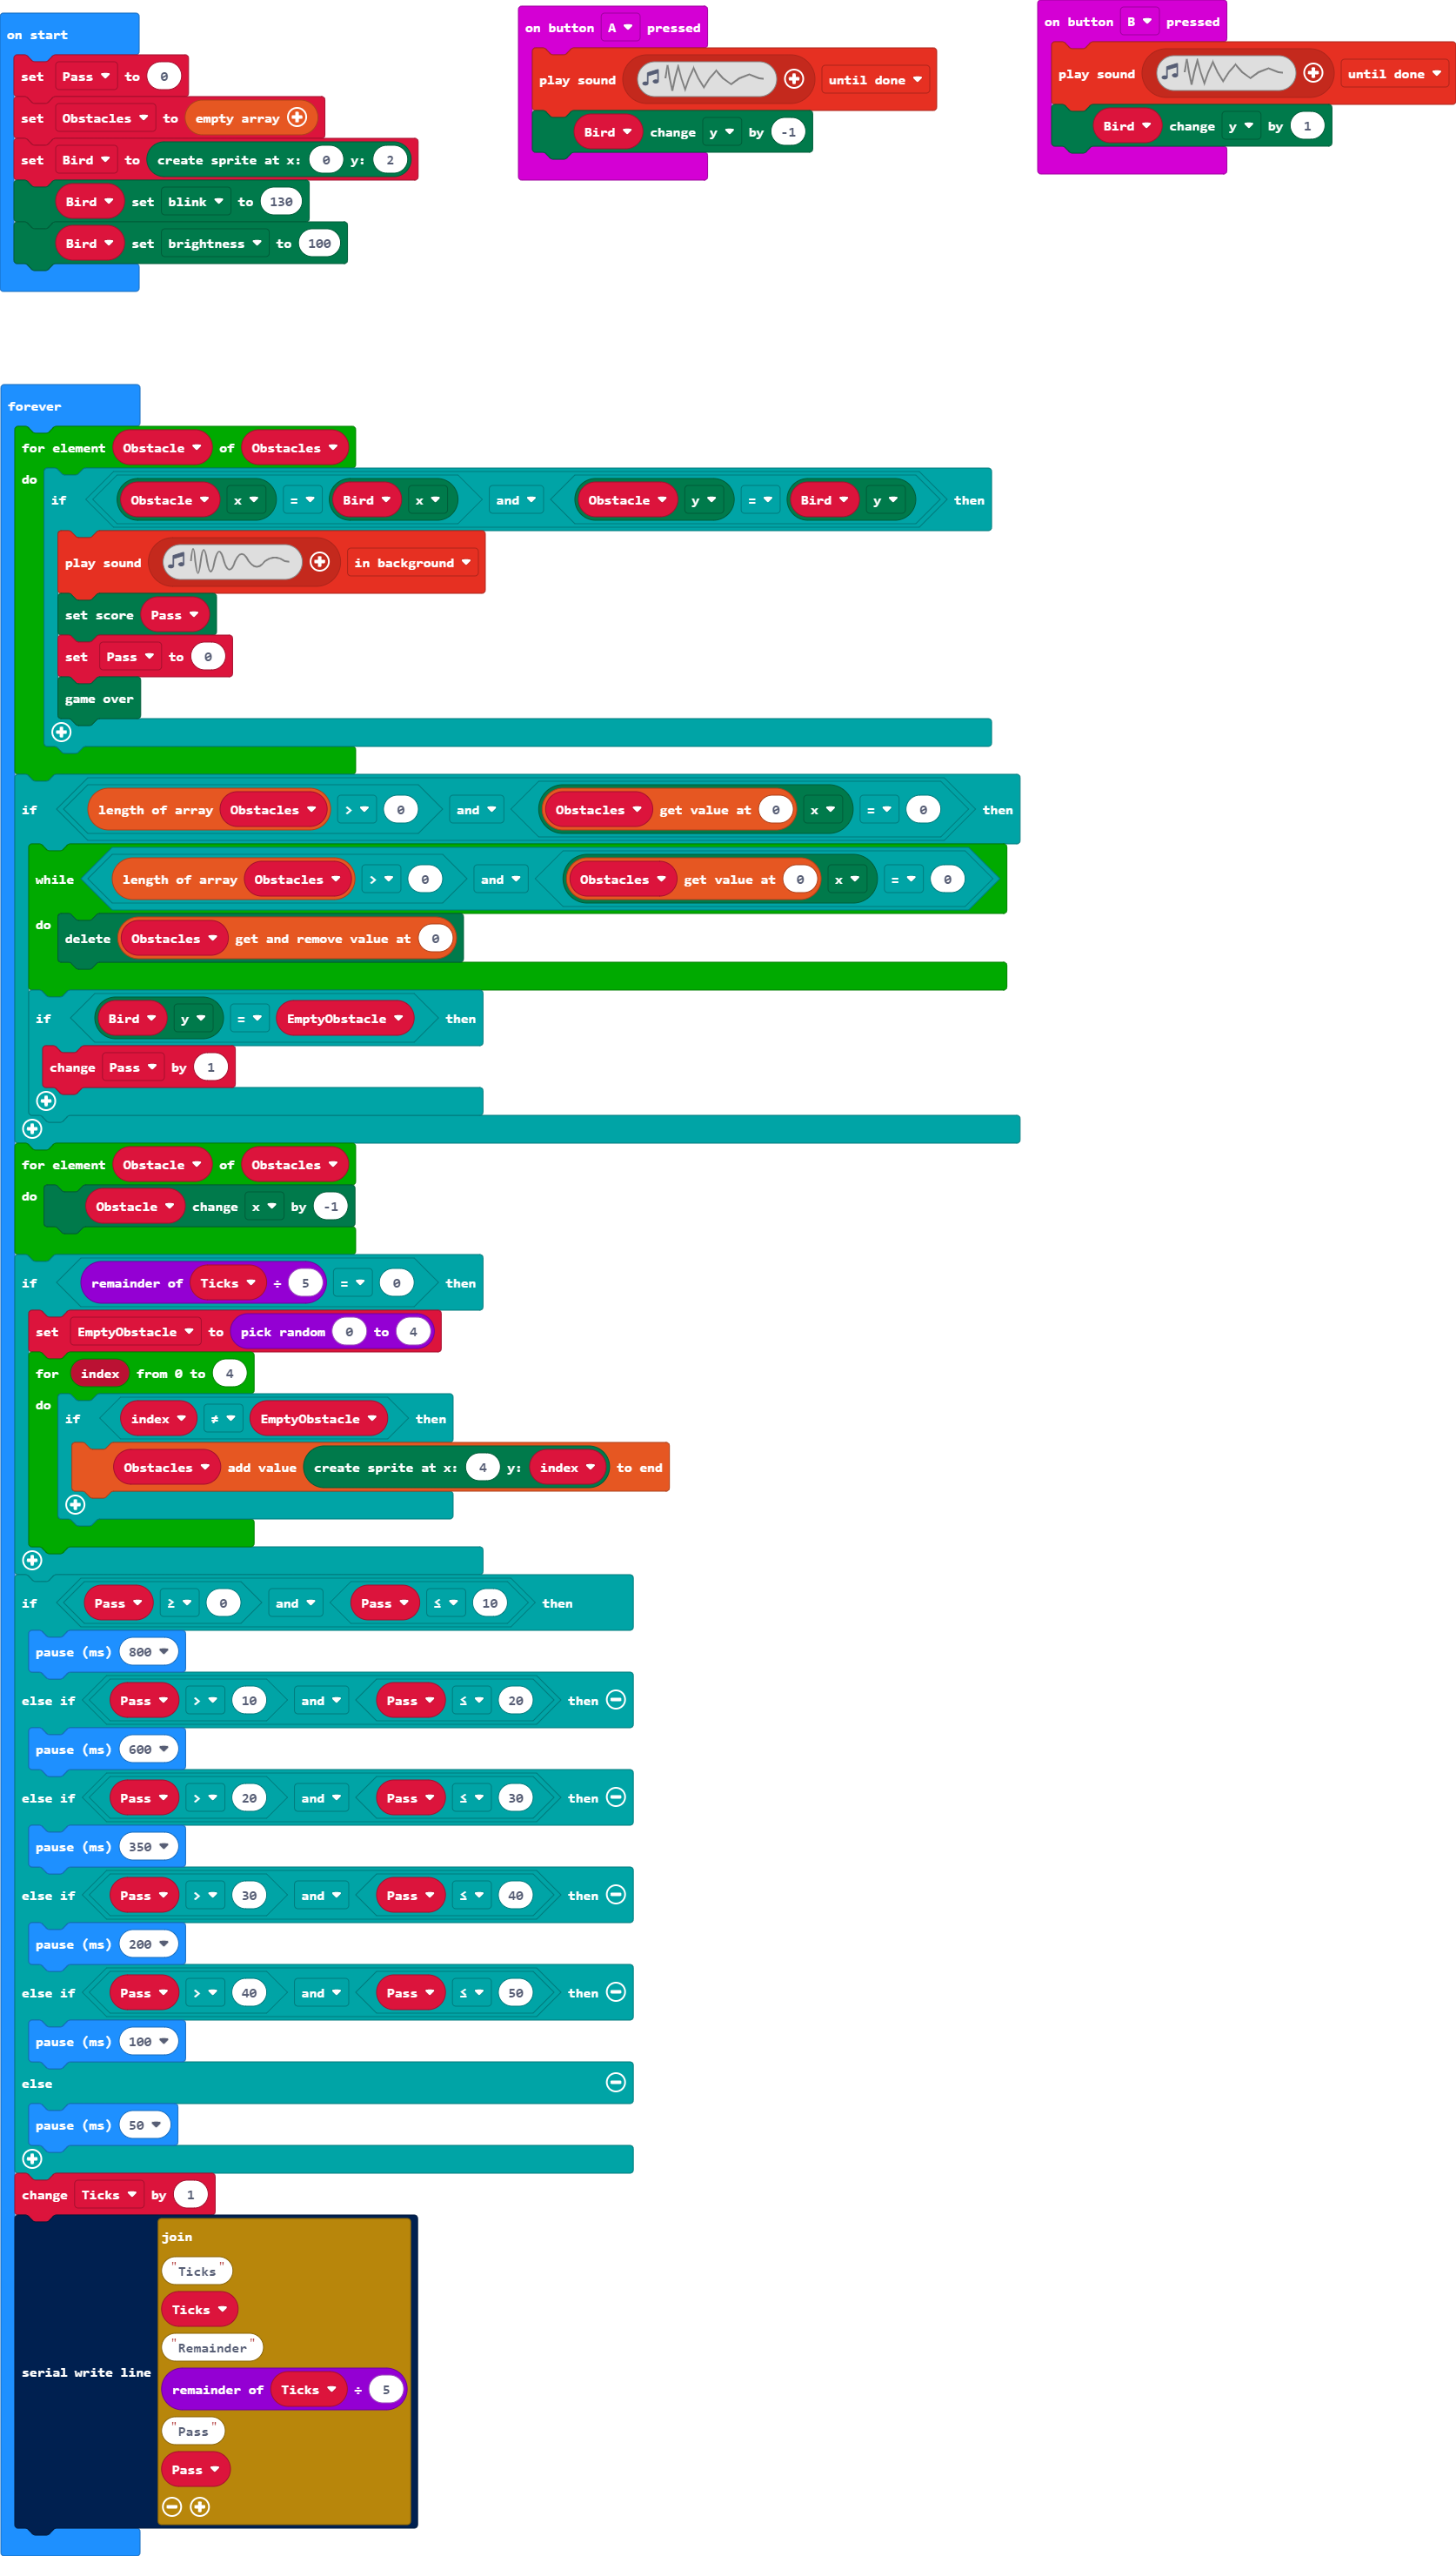 on start
set Pass to 0
set Obstacles to empty array
set Bird to create sprite at x: 0 y: 2
Bird set blink to 130
Bird set brightness to 100
on button A pressed
play sound until done
Bird change y by -1
on button B pressed
play sound until done
Bird change y by 1
forever
for element Obstacle of Obstacles
do
if Obstacle x = Bird x and Obstacle y = Bird y then
play sound in background
set score Pass
set Pass to 0
game over
if length of array Obstacles > 0 and Obstacles get value at 0 x = 0 then
while length of array Obstacles > 0 and Obstacles get value at 0 x = 0
do delete Obstacles get and remove value at 0
if Bird y = EmptyObstacle then
change Pass by 1
for element Obstacle of Obstacles
do Obstacle change x by -1
if remainder of Ticks ÷ 5 = 0 then
set EmptyObstacle to pick random 0 to 4
for index from 0 to 4
do if index ≠ EmptyObstacle then
Obstacles add value create sprite at x: 4 y: index to end
if Pass ≥ 0 and Pass ≤ 10 then
pause (ms) 800
else if Pass > 10 and Pass ≤ 20 then
pause (ms) 600
else if Pass > 20 and Pass ≤ 30 then
pause (ms) 350
else if Pass > 30 and Pass ≤ 40 then
pause (ms) 200
else if Pass > 40 and Pass ≤ 50 then
pause (ms) 100
else
pause (ms) 50
change Ticks by 1
join
"Ticks"
Ticks
"Remainder"
serial write line
remainder of Ticks ÷ 5
"Pass"
Pass